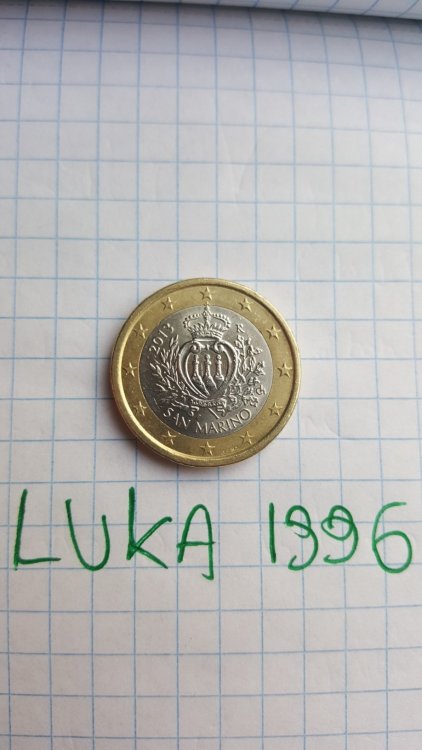 2013
R
SAN MARINO
LUKA 1996